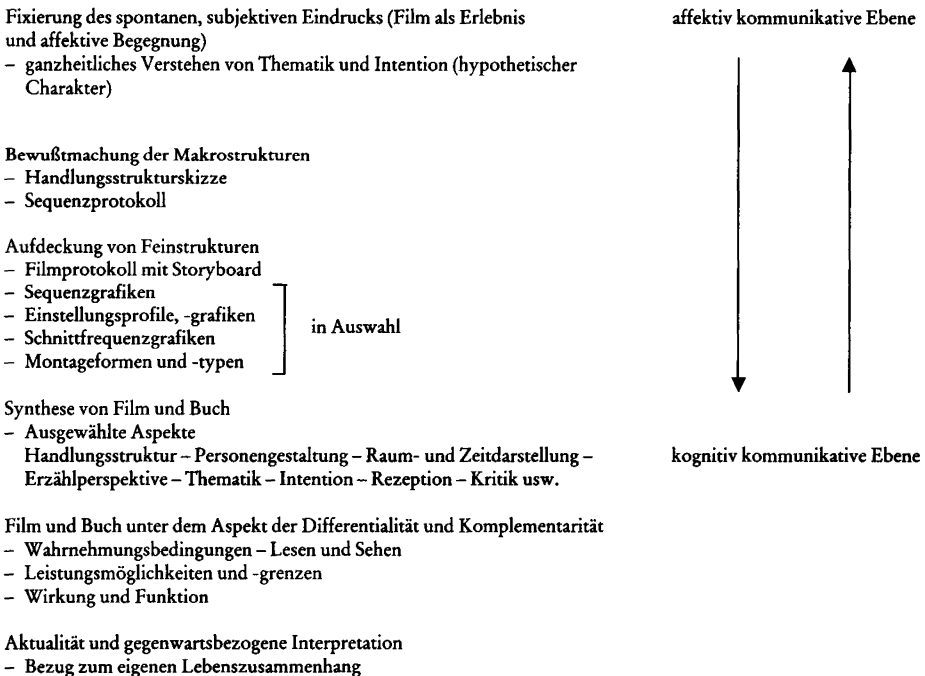 Fixierung des spontanen, subjektiven Eindrucks (Film als Erlebnis
und affektive Begegnung)
– ganzheitliches Verstehen von Thematik und Intention (hypothetischer
Charakter)
affektiv kommunikative Ebene
Bewußtmachung der Makrostrukturen
– Handlungsstrukturskizze
– Sequenzprotokoll
Aufdeckung von Feinstrukturen
– Filmprotokoll mit Storyboard
– Sequenzgrafiken
– Einstellungsprofile, -grafiken
– Schnittfrequenzgrafiken
– Montageformen und -typen
in Auswahl
Synthese von Film und Buch
– Ausgewählte Aspekte
Handlungsstruktur – Personengestaltung – Raum- und Zeitdarstellung –
Erzählperspektive – Thematik – Intention – Rezeption – Kritik usw.
kognitiv kommunikative Ebene
Film und Buch unter dem Aspekt der Differentialität und Komplementarität
– Wahrnehmungsbedingungen – Lesen und Sehen
– Leistungsmöglichkeiten und -grenzen
– Wirkung und Funktion
Aktualität und gegenwartsbezogene Interpretation
– Bezug zum eigenen Lebenszusammenhang